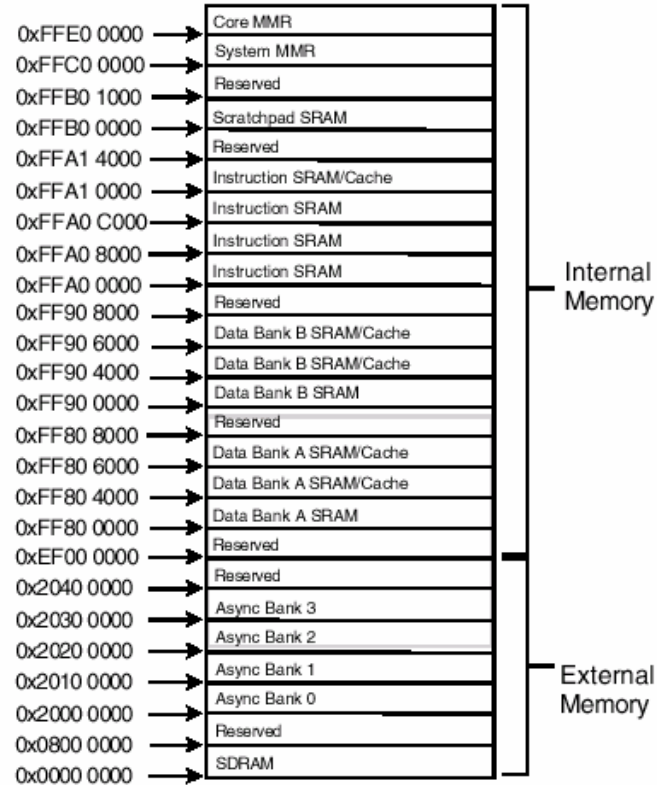 Core MMR
0xFFE0 0000
System MMR
0xFFC0 0000
Reserved
0xFFB0 1000
Scratchpad SRAM
0xFFB0 0000
Reserved
0xFFA1 4000
Instruction SRAM/Cache
0xFFA1 0000
Instruction SRAM
0xFFA0 C000
Instruction SRAM
0xFFA0 8000
Instruction SRAM
0xFFA0 0000
Reserved
0xFF90 8000
Data Bank B SRAM/Cache
0xFF90 6000
Data Bank B SRAM/Cache
0xFF90 4000
Data Bank B SRAM
0xFF90 0000
Reserved
0xFF80 8000
Data Bank A SRAM/Cache
0xFF80 6000
Data Bank A SRAM/Cache
0xFF80 4000
Data Bank A SRAM
0xFF80 0000
Reserved
0xEF00 0000
Reserved
0x2040 0000
Async Bank 3
0x2030 0000
Async Bank 2
0x2020 0000
Async Bank 1
0x2010 0000
Async Bank 0
0x2000 0000
Reserved
0x0800 0000
SDRAM
0x0000 0000
Internal
Memory
External
Memory